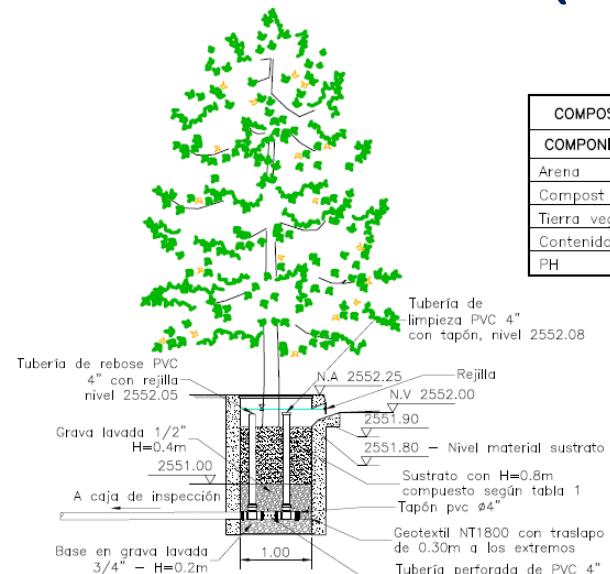 COMPOS
COMPONE
Arena
Compost
Tierra veg
Contenido
PH
Tubería de
limpieza PVC 4"
con tapón, nivel 2552.08
Tubería de rebose PVC
4" con rejilla
nivel 2552.05
N.A 2552.25
Rejilla
N.V 2552.00
2551.90
Grava lavada 1/2"
H=0.4m
2551.80 – Nivel material sustrato
2551.00
Sustrato con H=0.8m
compuesto según tabla 1
A caja de inspección
Tapón pvc ø4"
Geotextil NT1800 con traslapo
de 0.30m a los extremos
Base en grava lavada
3/4" – H=0.2m
1.00
Tubería perforada de PVC 4"